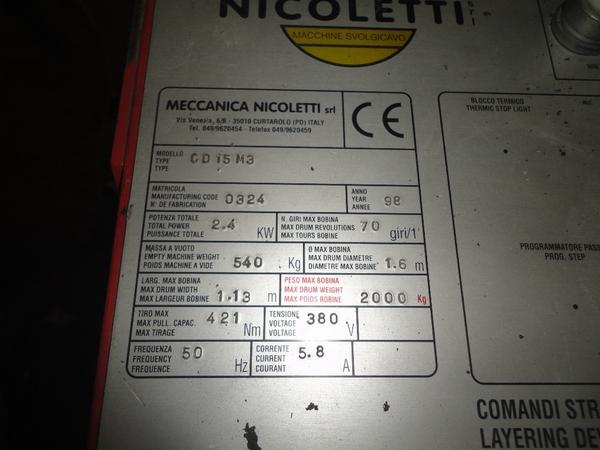 NICOLETTI srl
MACCHINE SVOLGICAVO
MECCANICA NICOLETTI srl
Via Venezia, 6/B - 35010 CURTAROLO (PD) ITALY
Tel. 049/9620454 - Telefax 049/9620459
CE
MODELLO
TYPE
TYPE
CD 15 M3
MATRICOLA
MANUFACTURING CODE
N° DE FABRICATION
0324
ANNO
YEAR
ANNEE
98
POTENZA TOTALE
TOTAL POWER
PUISSANCE TOTALE
2.4 KW
N. GIRI MAX BOBINA
MAX DRUM REVOLUTIONS
MAX TOURS BOBINE
70 giri/1'
MASSA A VUOTO
EMPTY MACHINE WEIGHT
POIDS MACHINE A VIDE
540 Kg
Ø MAX BOBINA
MAX DRUM DIAMETRE
DIAMETRE MAX BOBINE
1.6 m
LARG. MAX BOBINA
MAX DRUM WIDTH
MAX LARGEUR BOBINE
1.13 m
PESO MAX BOBINA
MAX DRUM WEIGHT
MAX POIDS BOBINE
2000 Kg
TIRO MAX
MAX PULL. CAPAC.
MAX TIRAGE
421 Nm
TENSIONE
VOLTAGE
VOLTAGE
380 V
FREQUENZA
FREQUENCY
FREQUENCE
50 Hz
CORRENTE
CURRENT
COURANT
5.8 A
BLOCCO TERMICO
THERMIC STOP LIGHT
PROGRAMMATORE PAS
PROG. STEP
COMANDI STR
LAYERING DE